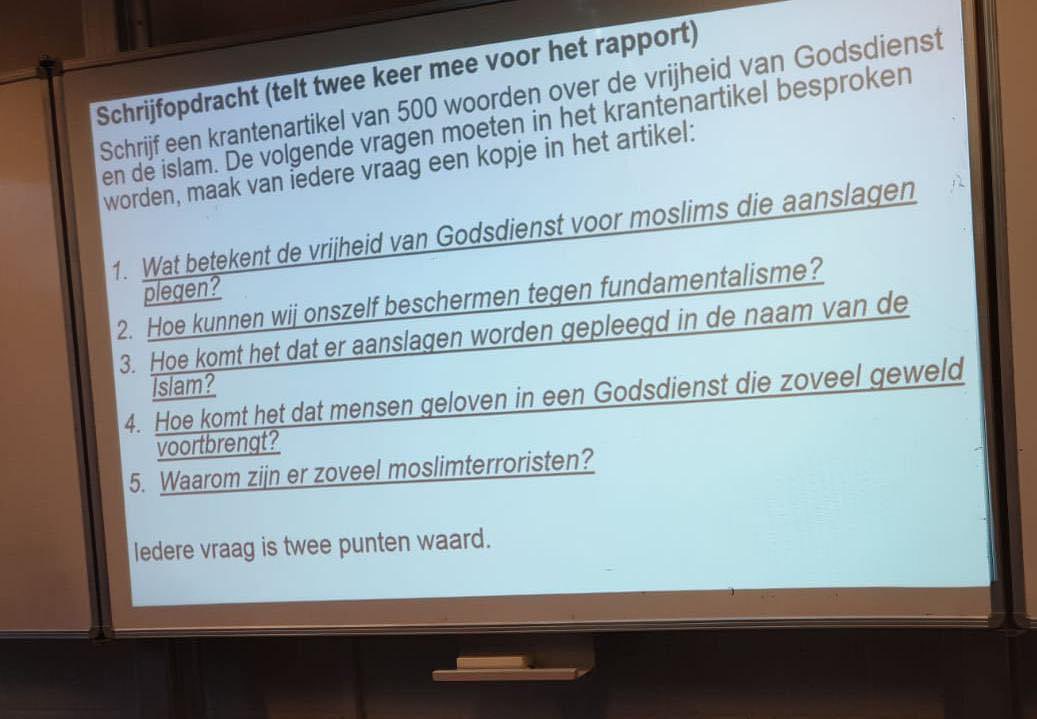 Schrijfopdracht (telt twee keer mee voor het rapport)
Schrijf een krantenartikel van 500 woorden over de vrijheid van Godsdienst
en de islam. De volgende vragen moeten in het krantenartikel besproken
worden, maak van iedere vraag een kopje in het artikel:
1. Wat betekent de vrijheid van Godsdienst voor moslims die aanslagen
plegen?
2. Hoe kunnen wij onszelf beschermen tegen fundamentalisme?
3. Hoe komt het dat er aanslagen worden gepleegd in de naam van de
Islam?
4. Hoe komt het dat mensen geloven in een Godsdienst die zoveel geweld
voortbrengt?
5. Waarom zijn er zoveel moslimterroristen?
Iedere vraag is twee punten waard.